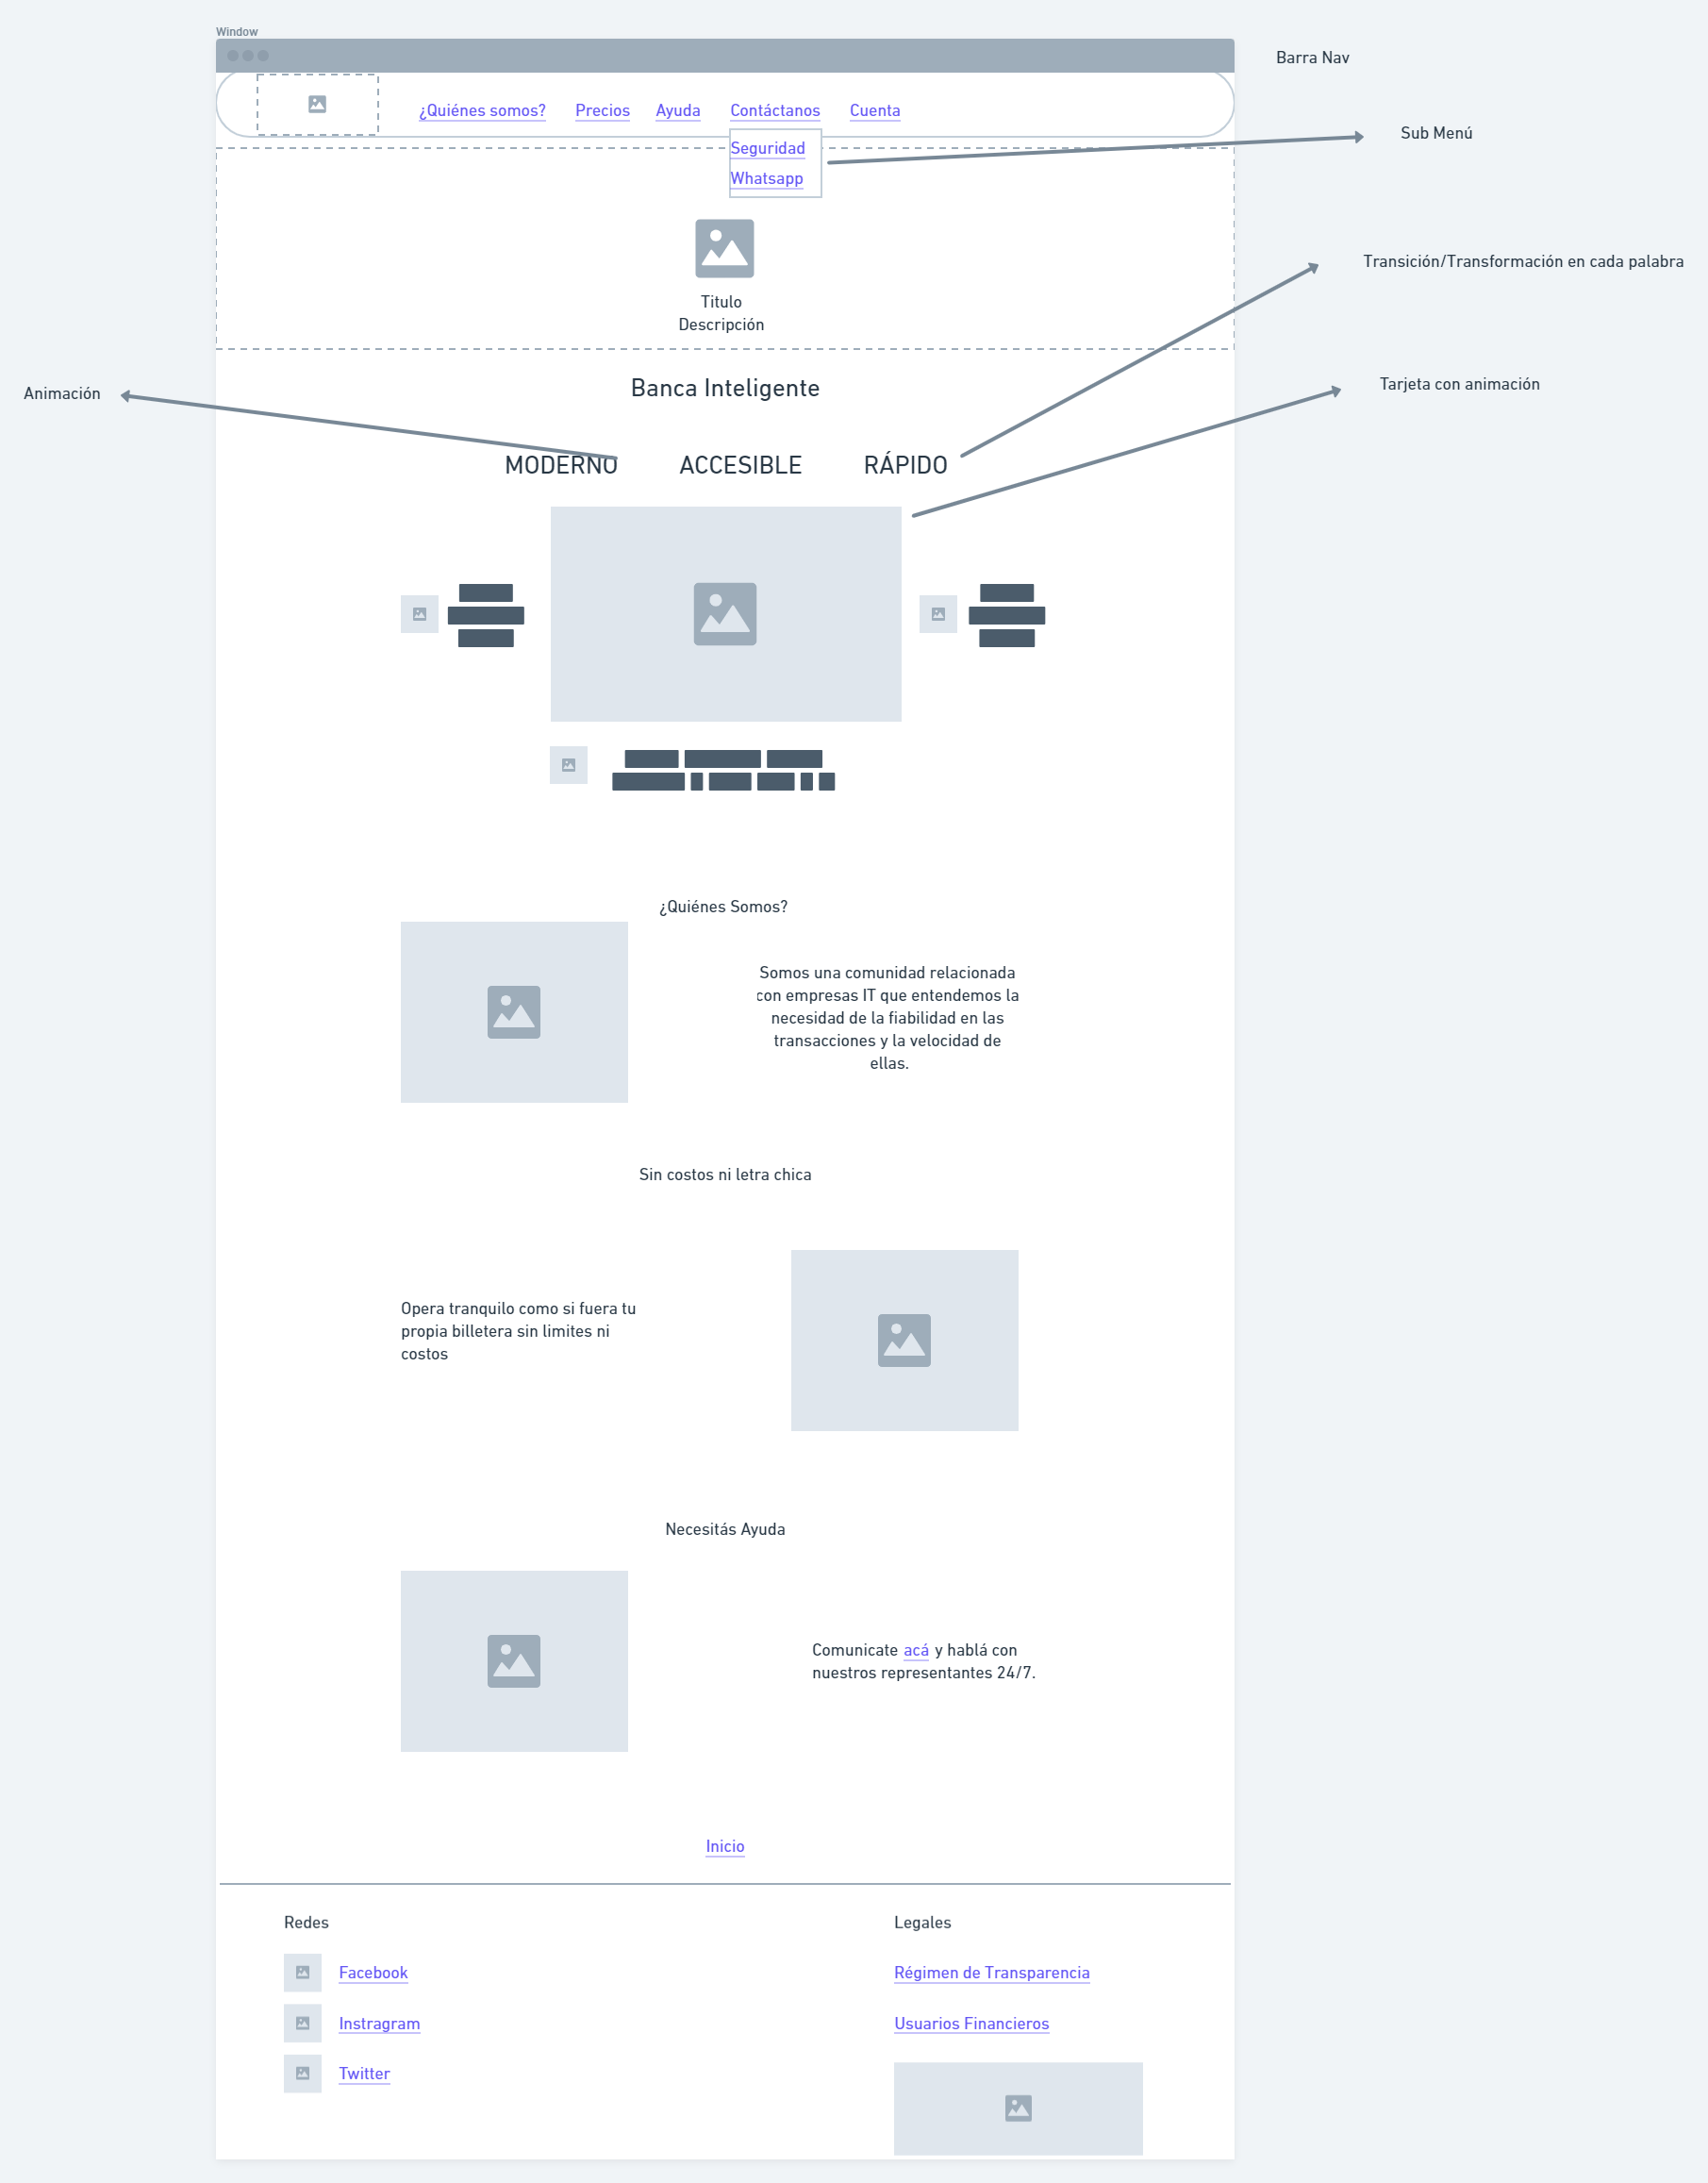 Window
Barra Nav
¿Quiénes somos? Precios Ayuda Contáctanos Cuenta
Sub Menú
Seguridad
Whatsapp
Transición/Transformación en cada palabra
Titulo
Descripción
Tarjeta con animación
Banca Inteligente
Animación
MODERNO ACCESIBLE RÁPIDO
¿Quiénes Somos?
Somos una comunidad relacionada
con empresas IT que entendemos la
necesidad de la fiabilidad en las
transacciones y la velocidad de
ellas.
Sin costos ni letra chica
Opera tranquilo como si fuera tu
propia billetera sin limites ni
costos
Necesitás Ayuda
Comunicate acá y hablá con
nuestros representantes 24/7.
Inicio
Redes
Facebook
Instragram
Twitter
Legales
Régimen de Transparencia
Usuarios Financieros